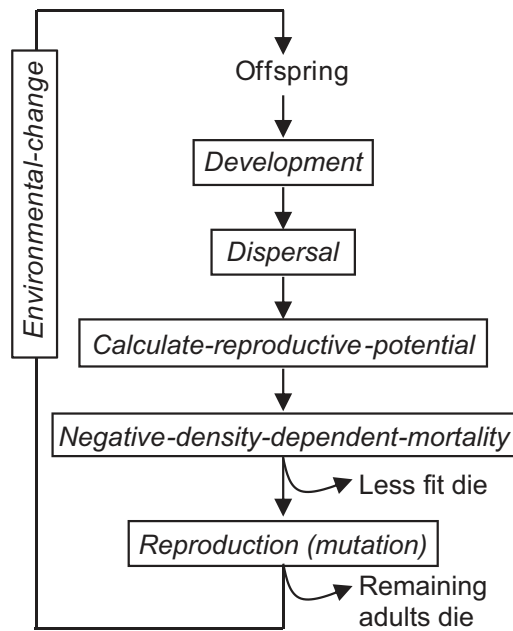 Environmental-change
Offspring
Development
Dispersal
Calculate-reproductive-potential
Negative-density-dependent-mortality
Less fit die
Reproduction (mutation)
Remaining
adults die